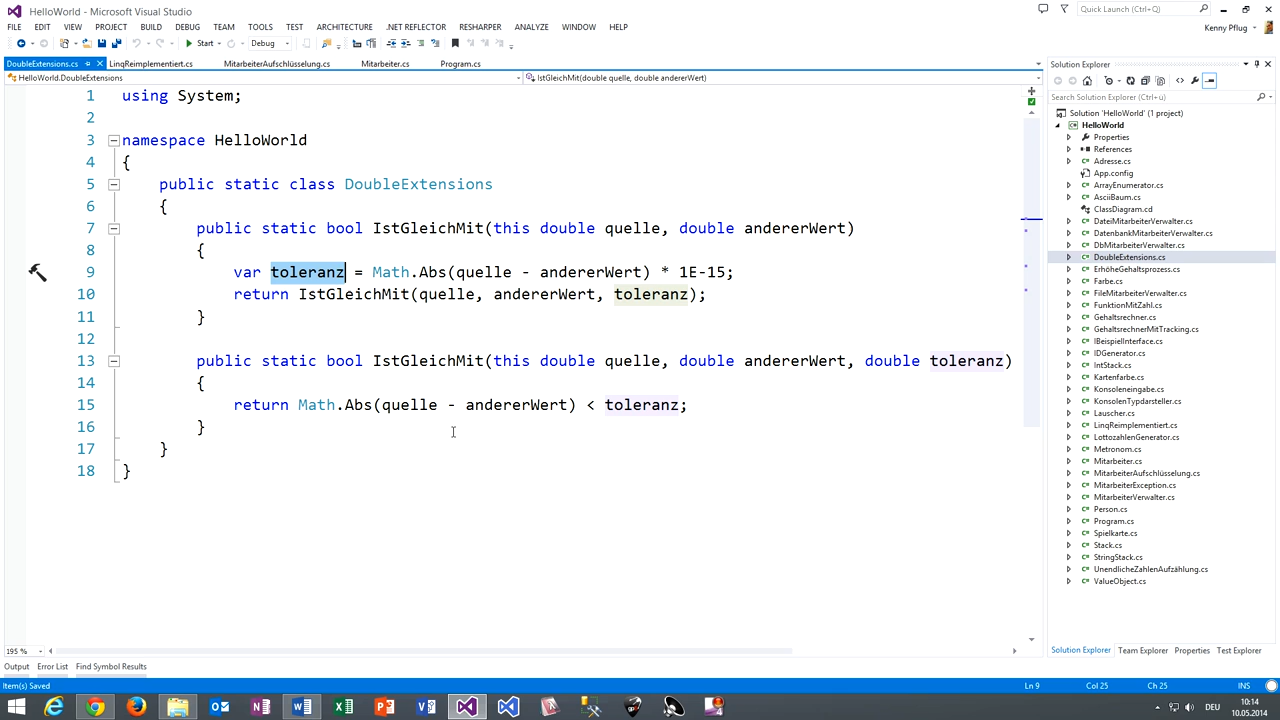 HelloWorld - Microsoft Visual Studio
Quick Launch (Ctrl+Q)
FILE EDIT VIEW PROJECT BUILD DEBUG TEAM TOOLS TEST ARCHITECTURE .NET REFLECTOR RESHARPER ANALYZE WINDOW HELP
Kenny Pflug
Start Debug
DoubleExtensions.cs LinqReimplementiert.cs MitarbeiterAufschlüsselung.cs Mitarbeiter.cs Program.cs
HelloWorld.DoubleExtensions IstGleichMit(double quelle, double andererWert)
1 using System;
2
3 namespace HelloWorld
4 {
5 public static class DoubleExtensions
6 {
7 public static bool IstGleichMit(this double quelle, double andererWert)
8 {
9 var toleranz = Math.Abs(quelle - andererWert) * 1E-15;
10 return IstGleichMit(quelle, andererWert, toleranz);
11 }
12
13 public static bool IstGleichMit(this double quelle, double andererWert, double toleranz)
14 {
15 return Math.Abs(quelle - andererWert) < toleranz;
16 }
17 }
18 }
195 %
Solution Explorer
Search Solution Explorer (Ctrl+ü)
Solution 'HelloWorld' (1 project)
HelloWorld
Properties
References
Adresse.cs
App.config
ArrayEnumerator.cs
AsciiBaum.cs
ClassDiagram.cd
DateiMitarbeiterVerwalter.cs
DatenbankMitarbeiterVerwalter.cs
DbMitarbeiterVerwalter.cs
DoubleExtensions.cs
ErhöheGehaltsprozess.cs
Farbe.cs
FileMitarbeiterVerwalter.cs
FunktionMitZahl.cs
Gehaltsrechner.cs
GehaltsrechnerMitTracking.cs
IBeispielInterface.cs
IDGenerator.cs
IntStack.cs
Kartenfarbe.cs
Konsoleneingabe.cs
KonsolenTypdarsteller.cs
Lauscher.cs
LinqReimplementiert.cs
LottozahlenGenerator.cs
Metronom.cs
Mitarbeiter.cs
MitarbeiterAufschlüsselung.cs
MitarbeiterException.cs
MitarbeiterVerwalter.cs
Person.cs
Program.cs
Spielkarte.cs
Stack.cs
StringStack.cs
UnendlicheZahlenAufzählung.cs
ValueObject.cs
Solution Explorer Team Explorer Properties Test Explorer
Output Error List Find Symbol Results
Item(s) Saved Ln 9 Col 25 Ch 25 INS
DEU 10:14
10.05.2014